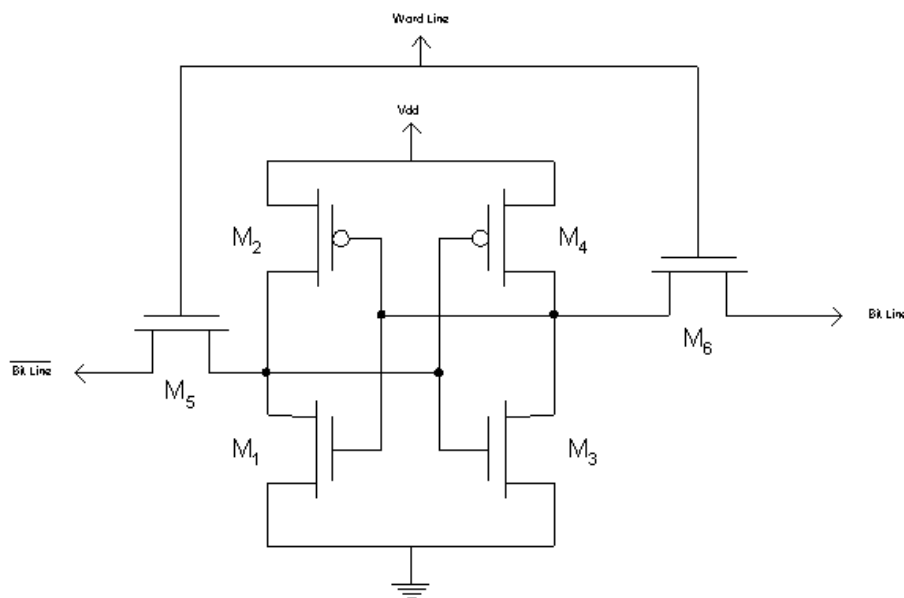 Word Line
Vdd
M2
M4
M6
Bit Line
Bit Line
M5
M1
M3